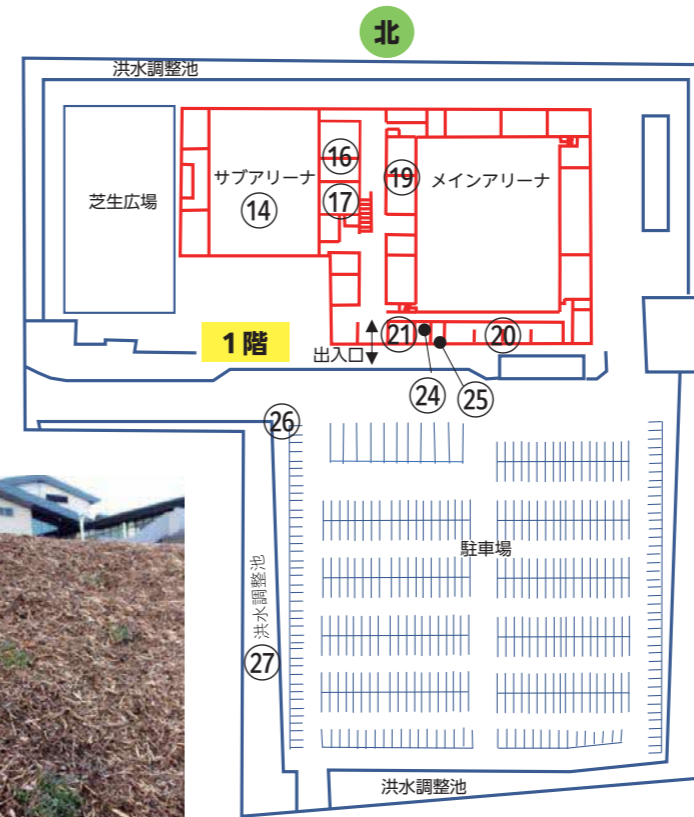 北
洪水調整池
芝生広場
サブアリーナ
⑭
⑯
⑰
⑲
メインアリーナ
1階
出入口
㉑
⑳
㉔
㉕
㉖
駐車場
洪水調整池
㉗
洪水調整池